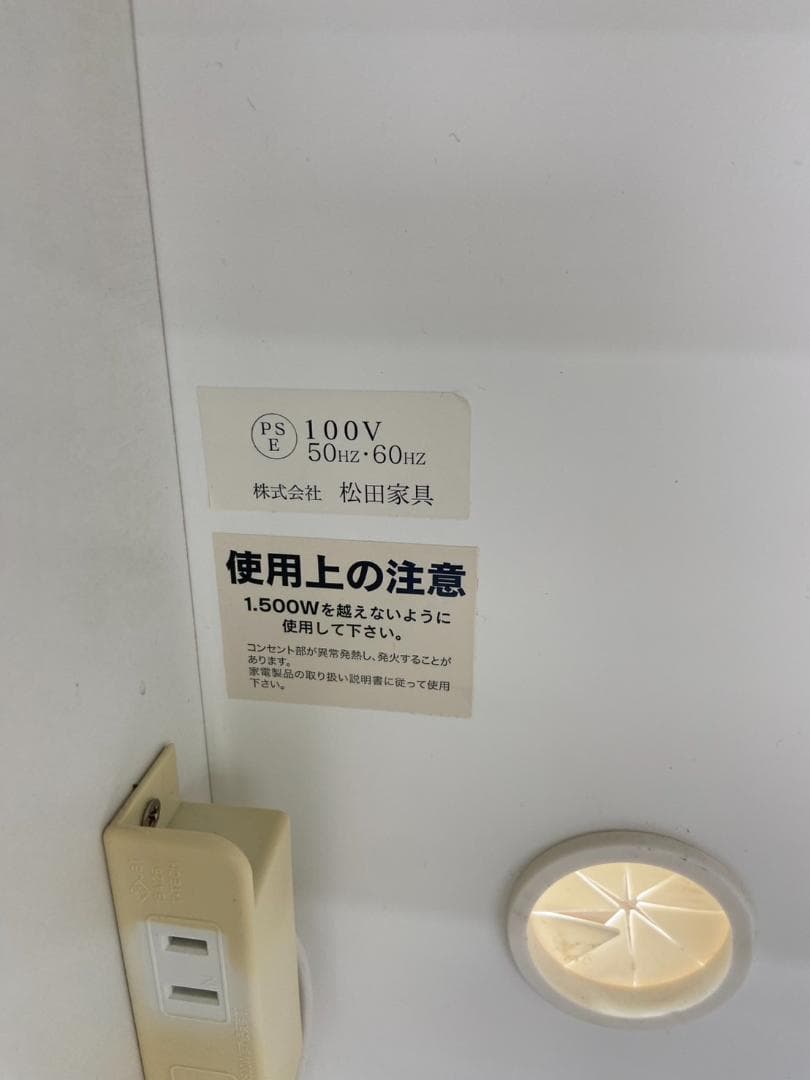 PS
E
100V
50HZ・60HZ
株式会社 松田家具
使用上の注意
1.500Wを越えないように
使用して下さい。
コンセント部が異常発熱し、発火することが
あります。
家電製品の取り扱い説明書に従って使用
下さい。